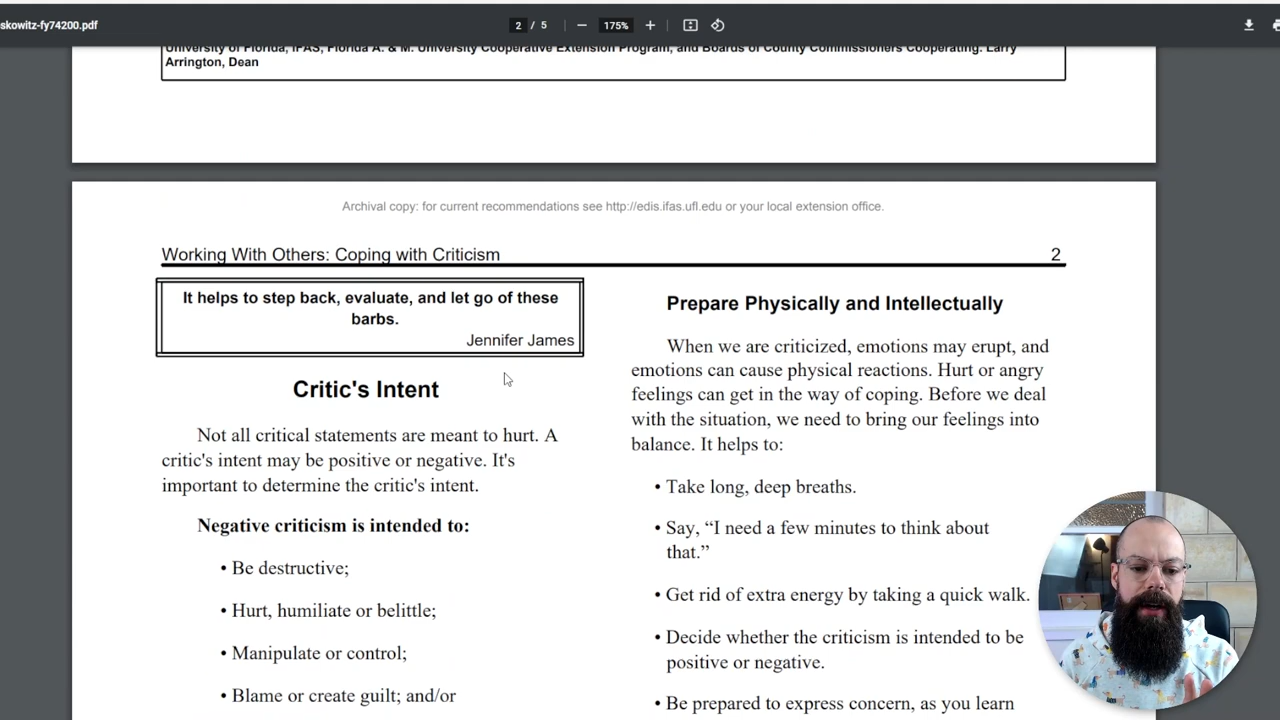 skowitz-fy74200.pdf
2 / 5
175%
University of Florida, IFAS, Florida A. & M. University Cooperative Extension Program, and Boards of County Commissioners Cooperating. Larry
Arrington, Dean
Archival copy: for current recommendations see http://edis.ifas.ufl.edu or your local extension office.
Working With Others: Coping with Criticism
2
It helps to step back, evaluate, and let go of these
barbs.
Jennifer James
Critic's Intent
Not all critical statements are meant to hurt. A
critic's intent may be positive or negative. It's
important to determine the critic's intent.
Negative criticism is intended to:
• Be destructive;
• Hurt, humiliate or belittle;
• Manipulate or control;
• Blame or create guilt; and/or
Prepare Physically and Intellectually
When we are criticized, emotions may erupt, and
emotions can cause physical reactions. Hurt or angry
feelings can get in the way of coping. Before we deal
with the situation, we need to bring our feelings into
balance. It helps to:
• Take long, deep breaths.
• Say, “I need a few minutes to think about
that.”
• Get rid of extra energy by taking a quick walk.
• Decide whether the criticism is intended to be
positive or negative.
• Be prepared to express concern, as you learn